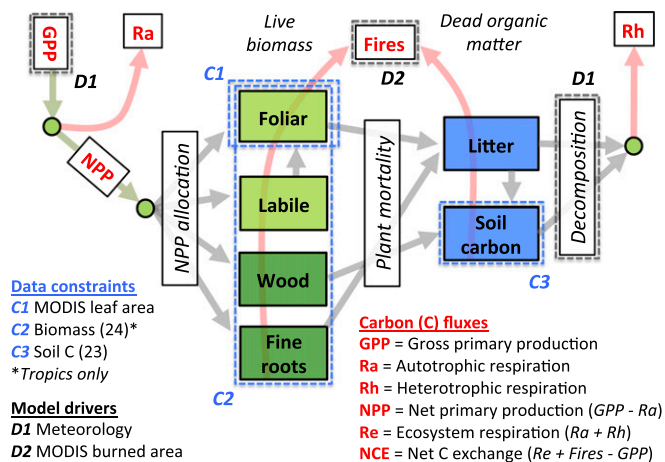 GPP
Ra
D1
NPP
NPP allocation
Live
biomass
C1
Foliar
Labile
Wood
Fine
roots
C2
Fires
D2
Plant mortality
Dead organic
matter
Litter
Soil
carbon
C3
D1
Decomposition
Rh
Data constraints
C1 MODIS leaf area
C2 Biomass (24)*
C3 Soil C (23)
*Tropics only
Model drivers
D1 Meteorology
D2 MODIS burned area
Carbon (C) fluxes
GPP = Gross primary production
Ra = Autotrophic respiration
Rh = Heterotrophic respiration
NPP = Net primary production (GPP - Ra)
Re = Ecosystem respiration (Ra + Rh)
NCE = Net C exchange (Re + Fires - GPP)